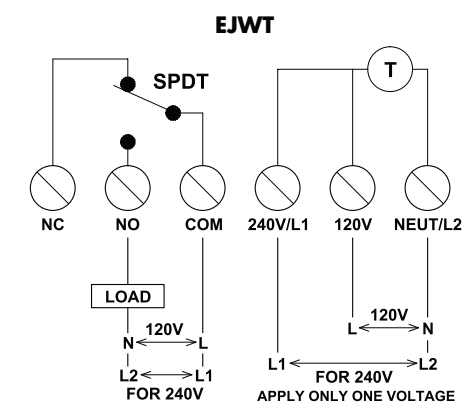 EJWT
SPDT
T
NC NO COM 240V/L1 120V NEUT/L2
LOAD
120V
N L
L2 L1
FOR 240V
120V
L N
L1 L2
FOR 240V
APPLY ONLY ONE VOLTAGE